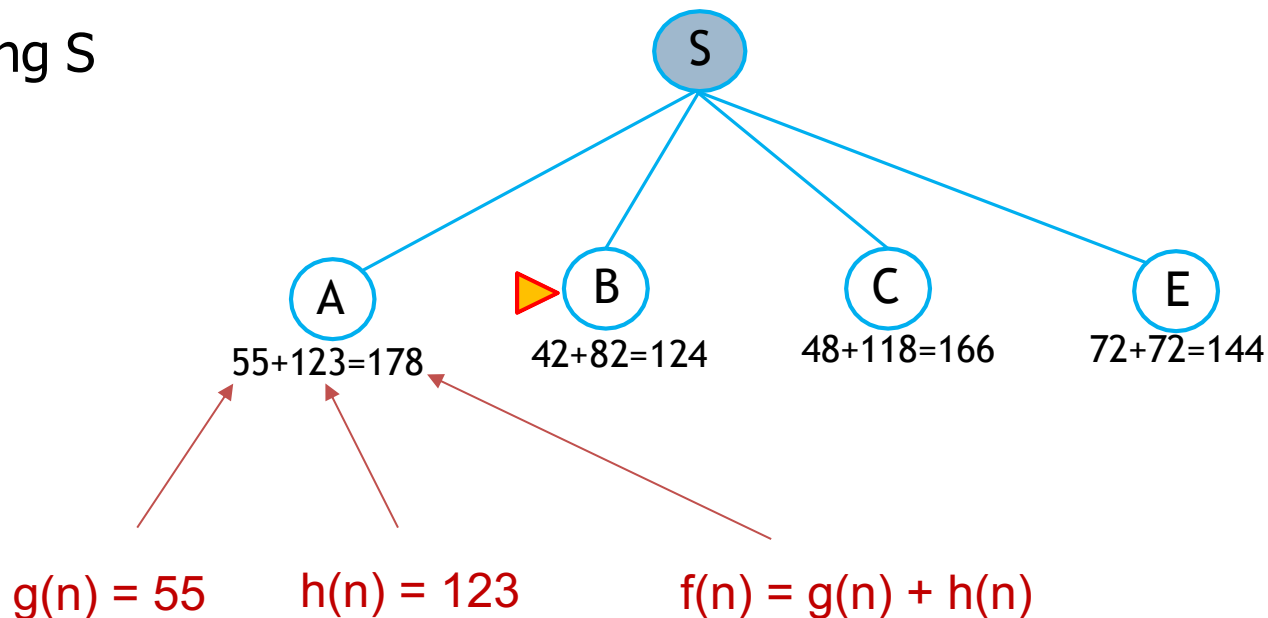 ng S
S
A
B
C
E
55+123=178
42+82=124
48+118=166
72+72=144
g(n) = 55
h(n) = 123
f(n) = g(n) + h(n)